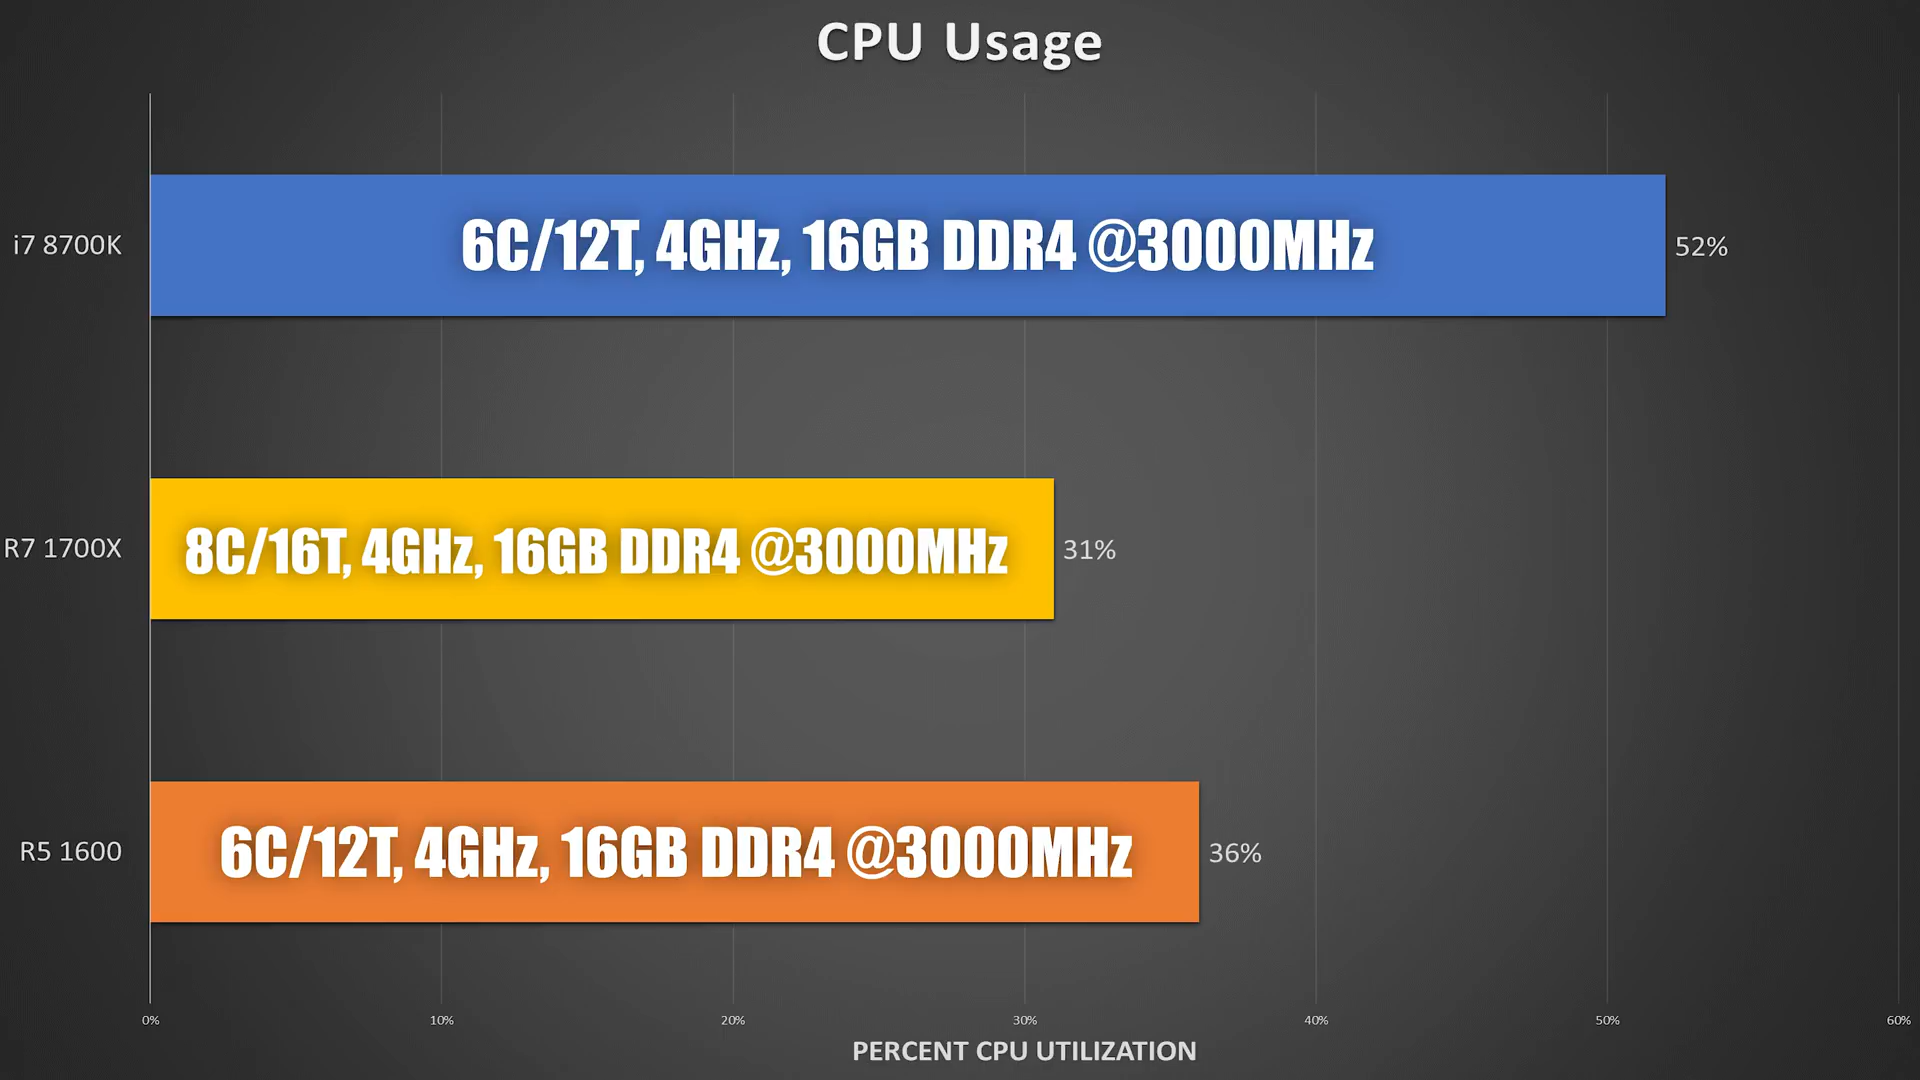 CPU Usage
i7 8700K
6C/12T, 4GHz, 16GB DDR4 @3000MHz
52%
R7 1700X
8C/16T, 4GHz, 16GB DDR4 @3000MHz
31%
R5 1600
6C/12T, 4GHz, 16GB DDR4 @3000MHz
36%
0% 10% 20% 30% 40% 50% 60%
PERCENT CPU UTILIZATION